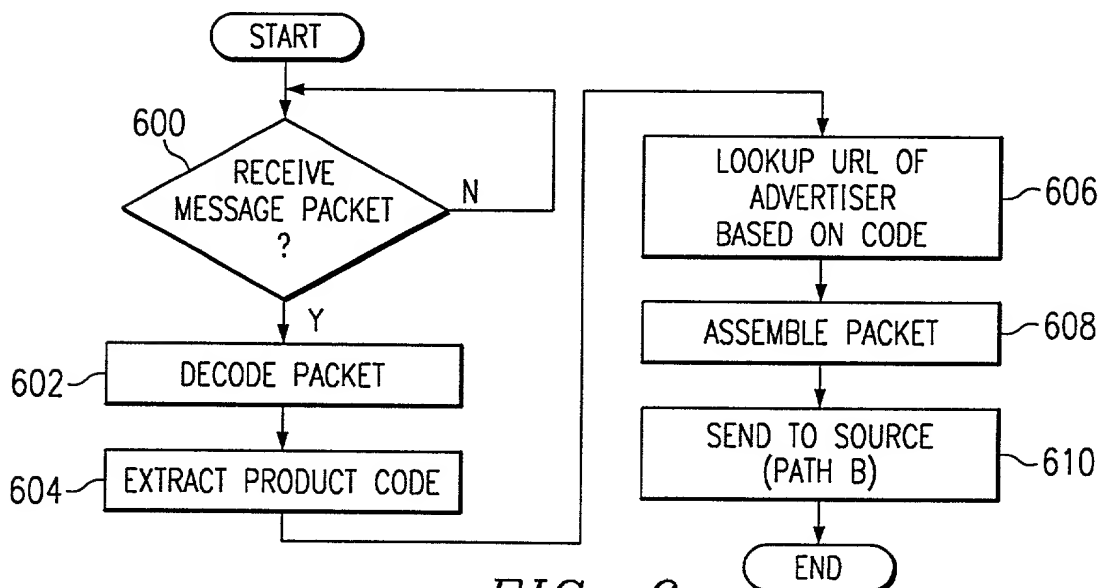 START
600
RECEIVE
MESSAGE PACKET
?
N
Y
602
DECODE PACKET
604
EXTRACT PRODUCT CODE
LOOKUP URL OF
ADVERTISER
BASED ON CODE
606
ASSEMBLE PACKET
608
SEND TO SOURCE
(PATH B)
610
END
FIG.